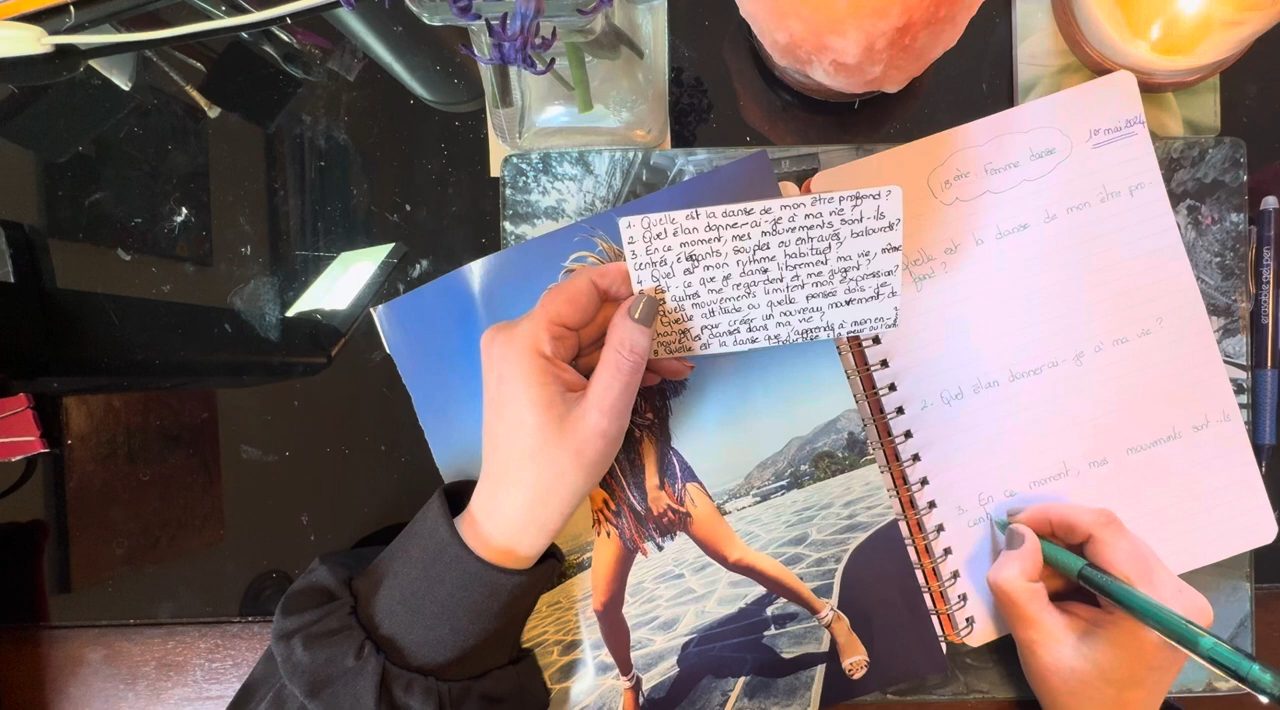 1. Quelle est la danse de mon être profond ?
2. Quel élan donner-ai-je à ma vie ?
3. En ce moment, mes mouvements sont-ils
centrés, élégants, souples ou entravés, balourds?
4. Quel est mon rythme habituel ?
5. Est-ce que je danse librement ma vie, même
autres me regardent et me jugent?
quels mouvements limitent mon expression?
Quelle attitude ou quelle pensée dois-je
changer pour créer un nouveau mouvement, de
nouvelles danses dans ma vie ?
8. Quelle est la danse que j'apprends à mon en-
la peur ou l'
1er mai 2024
13ème. Femme danse
Quelle est la danse de mon être pro-
fond ?
2. Quel élan donnerai-je à ma vie ?
3. En ce moment, mes mouvements sont-ils
cen
erasable gel pen